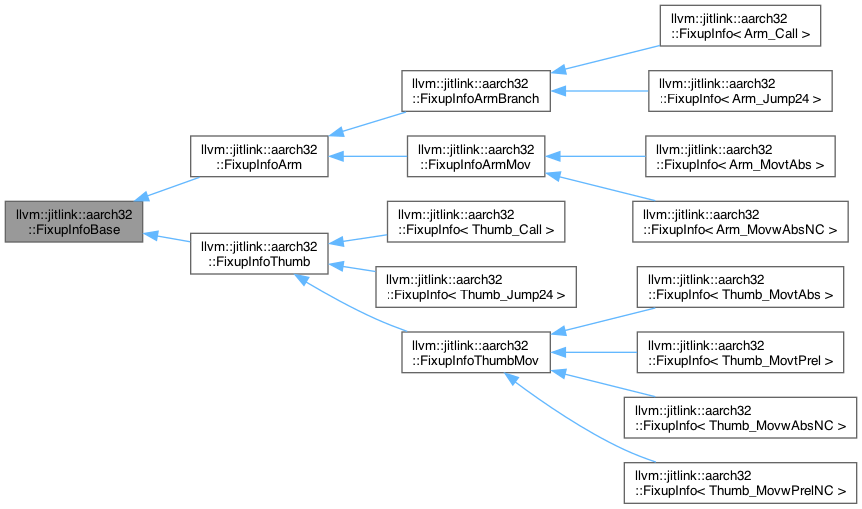 llvm::jitlink::aarch32
::FixupInfo< Arm_Call >
llvm::jitlink::aarch32
::FixupInfoArmBranch
llvm::jitlink::aarch32
::FixupInfo< Arm_Jump24 >
llvm::jitlink::aarch32
::FixupInfoArm
llvm::jitlink::aarch32
::FixupInfoArmMov
llvm::jitlink::aarch32
::FixupInfo< Arm_MovtAbs >
llvm::jitlink::aarch32
::FixupInfoBase
llvm::jitlink::aarch32
::FixupInfo< Thumb_Call >
llvm::jitlink::aarch32
::FixupInfo< Arm_MovwAbsNC >
llvm::jitlink::aarch32
::FixupInfoThumb
llvm::jitlink::aarch32
::FixupInfo< Thumb_Jump24 >
llvm::jitlink::aarch32
::FixupInfo< Thumb_MovtAbs >
llvm::jitlink::aarch32
::FixupInfoThumbMov
llvm::jitlink::aarch32
::FixupInfo< Thumb_MovtPrel >
llvm::jitlink::aarch32
::FixupInfo< Thumb_MovwAbsNC >
llvm::jitlink::aarch32
::FixupInfo< Thumb_MovwPrelNC >